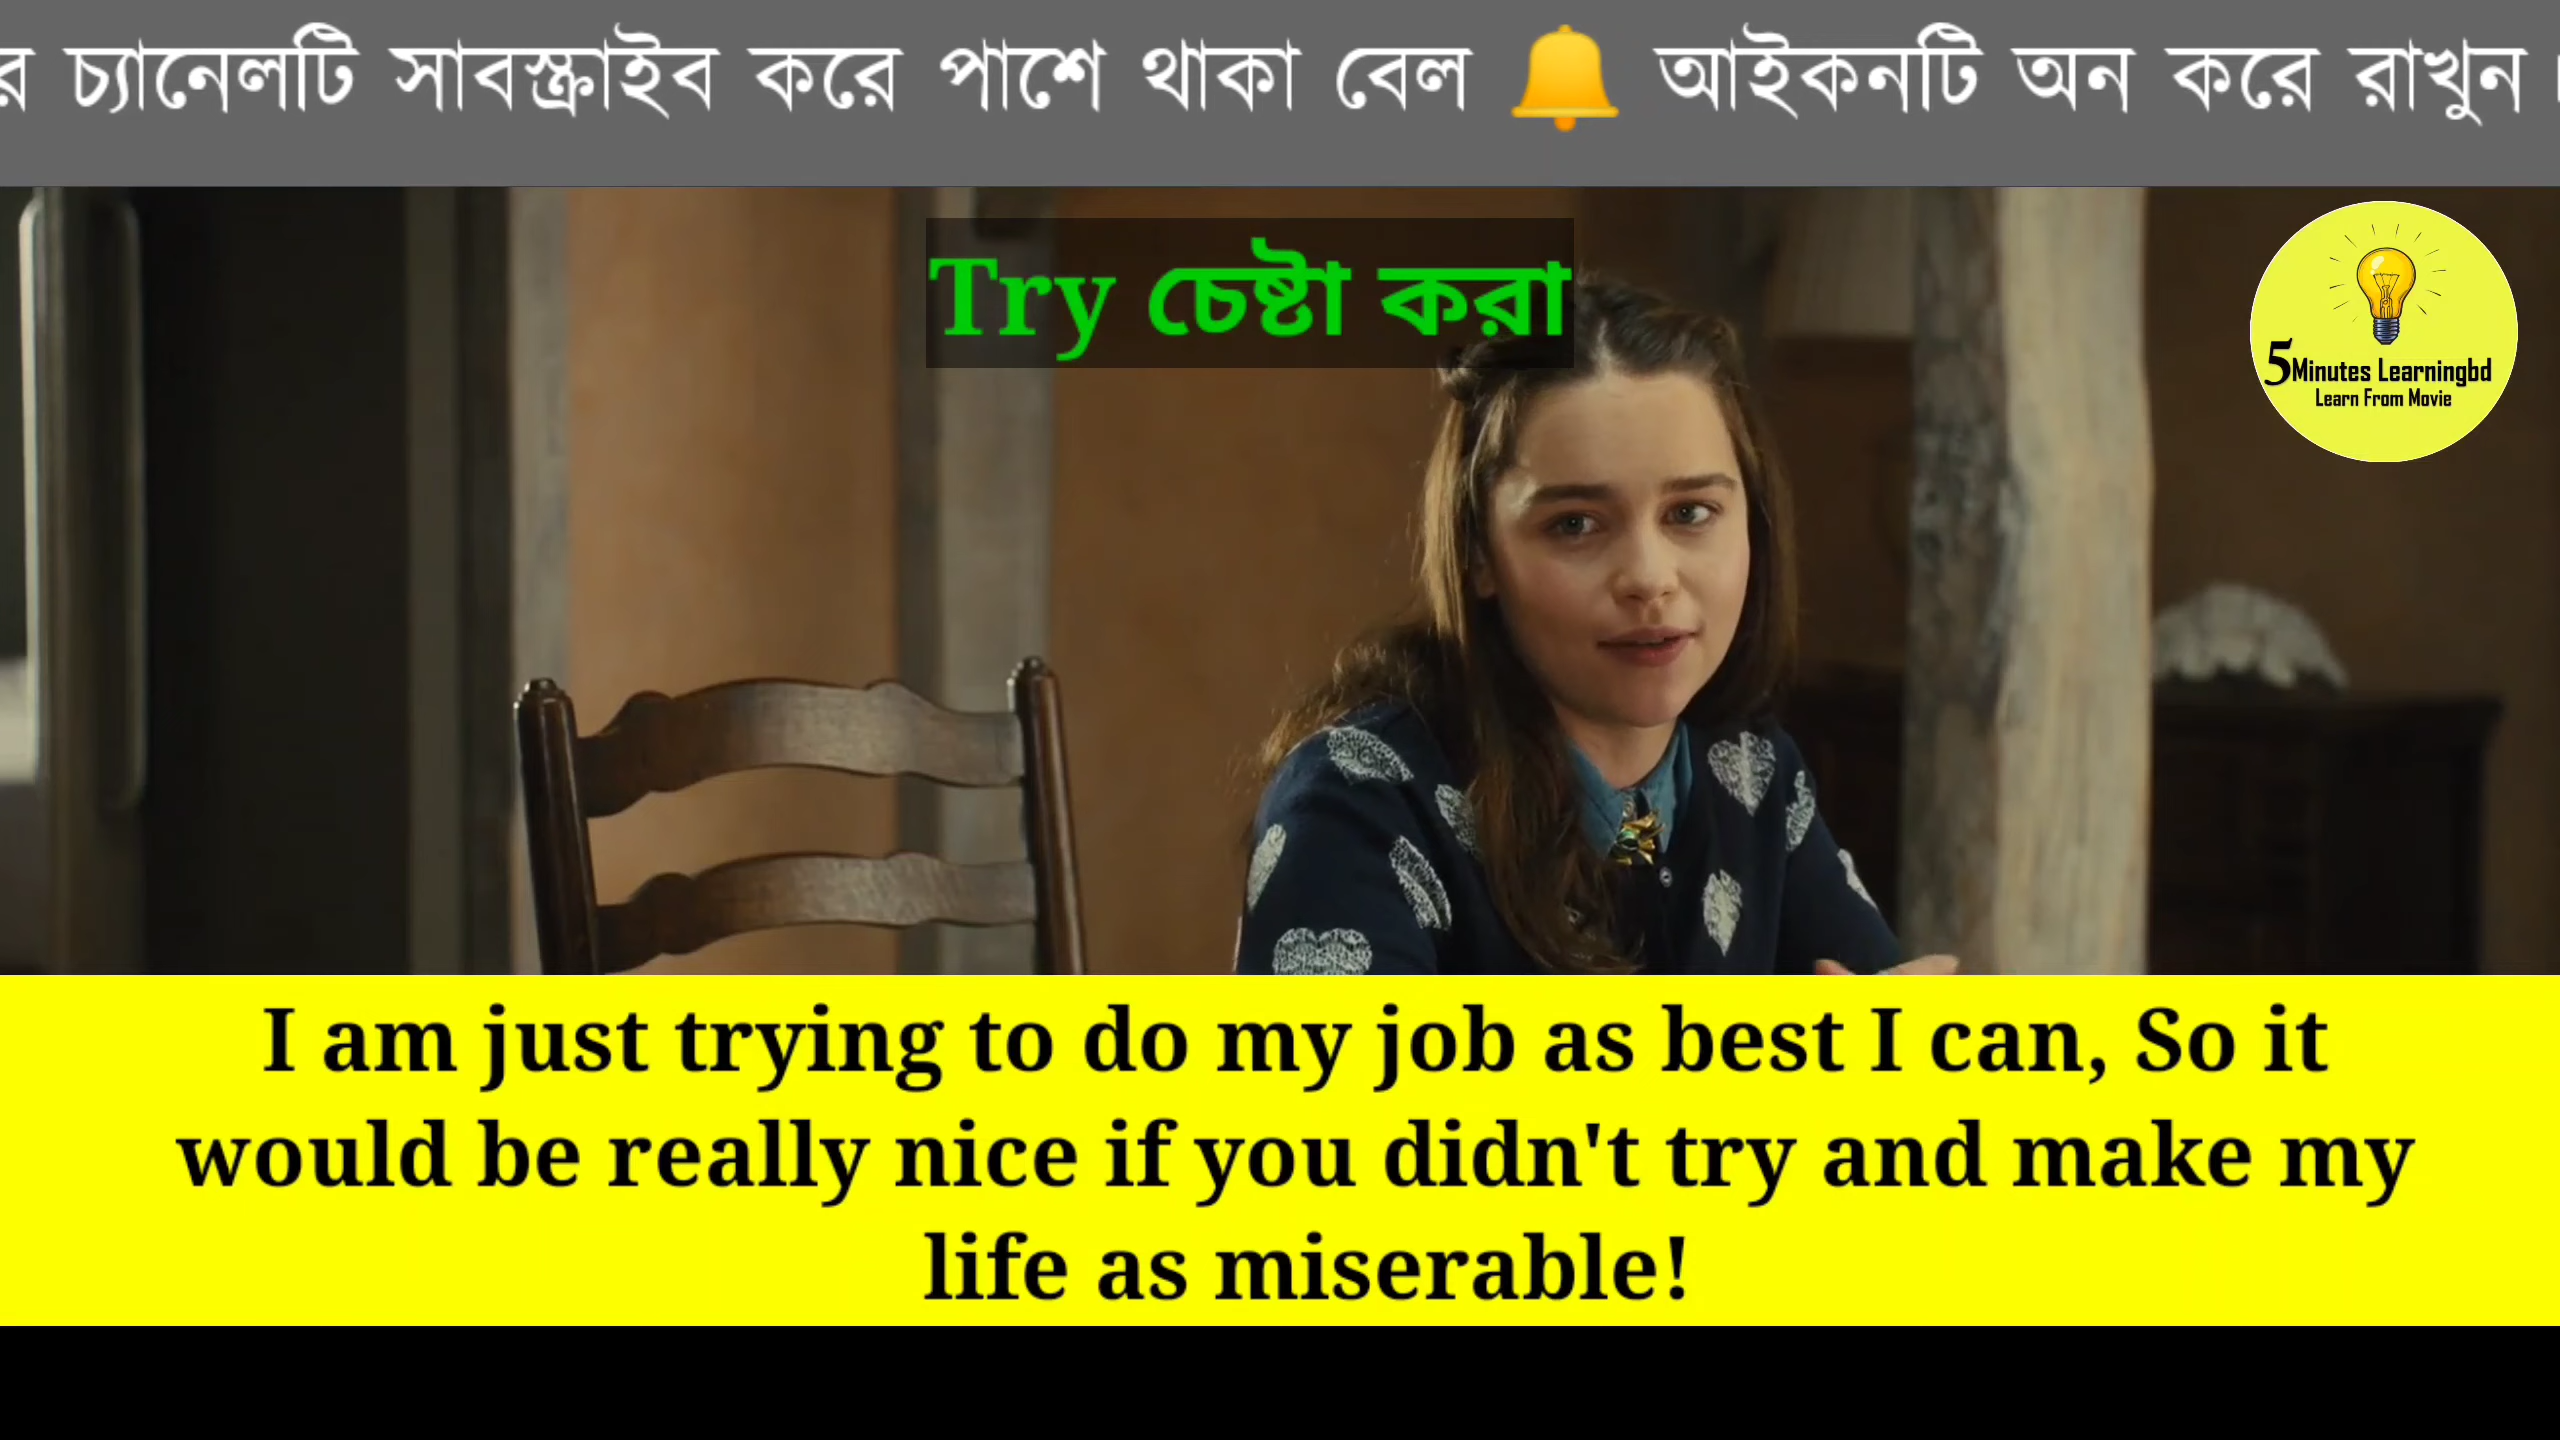 র চ্যানেলটি সাবস্ক্রাইব করে পাশে থাকা বেল 🔔 আইকনটি অন করে রাখুন
Try চেষ্টা করা
5Minutes Learningbd
Learn From Movie
I am just trying to do my job as best I can, So it
would be really nice if you didn't try and make my
life as miserable!